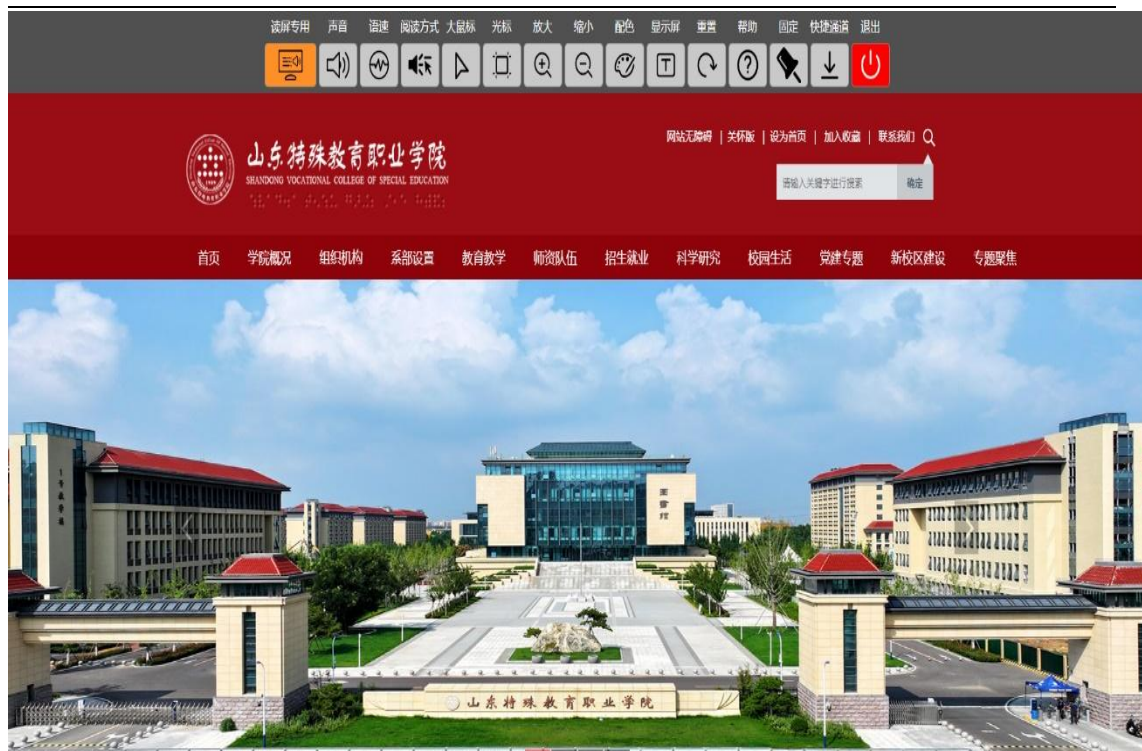 读屏专用 声音 语速 阅读方式 大鼠标 光标 放大 缩小 配色 显示屏 重置 帮助 固定 快捷通道 退出
网站无障碍 | 关怀版 | 设为首页 | 加入收藏 | 联系我们
山东特殊教育职业学院
SHANDONG VOCATIONAL COLLEGE OF SPECIAL EDUCATION
请输入关键字进行搜索 确定
首页 学院概况 组织机构 系部设置 教育教学 师资队伍 招生就业 科学研究 校园生活 党建专题 新校区建设 专题聚焦
1号教学楼
图书馆
山东特殊教育职业学院